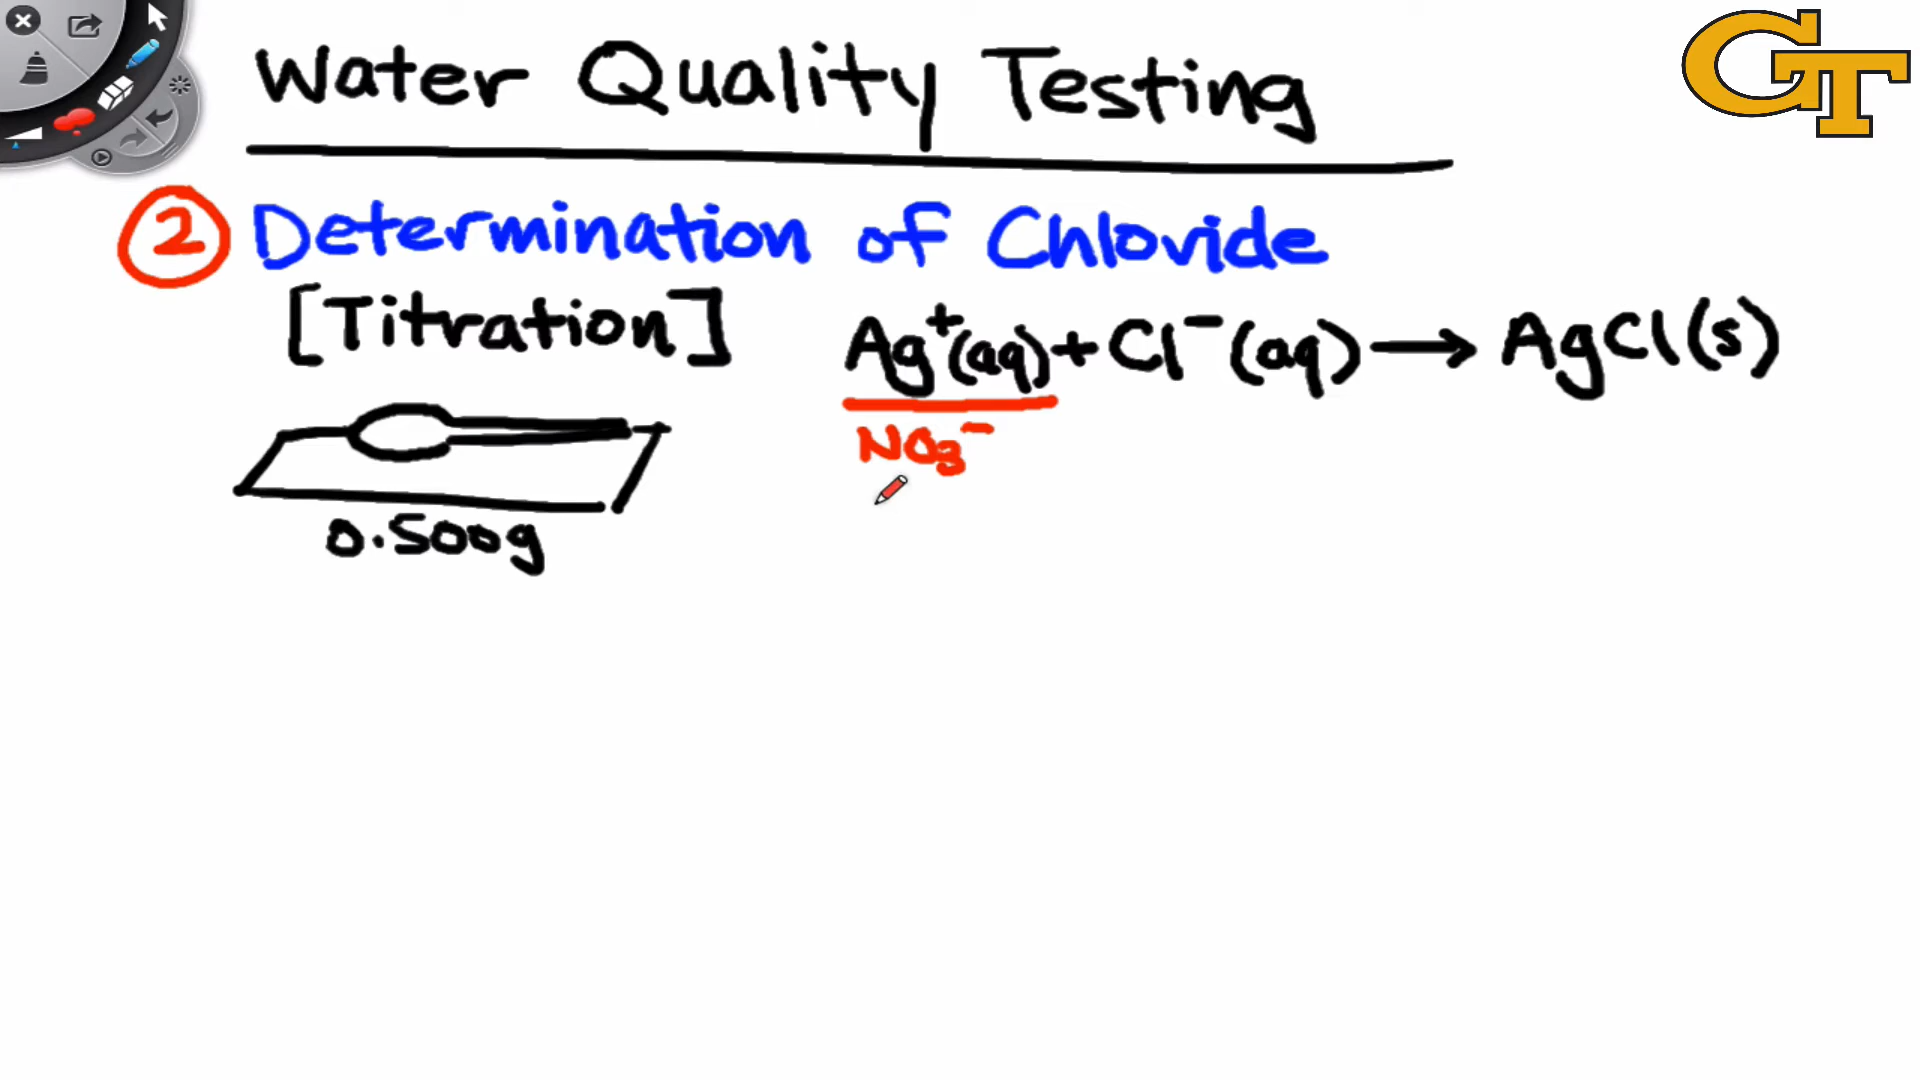 Water Quality Testing
GT
② Determination of Chloride
[Titration]
Ag⁺(aq) + Cl⁻(aq) → AgCl(s)
NO₃⁻
0.500g